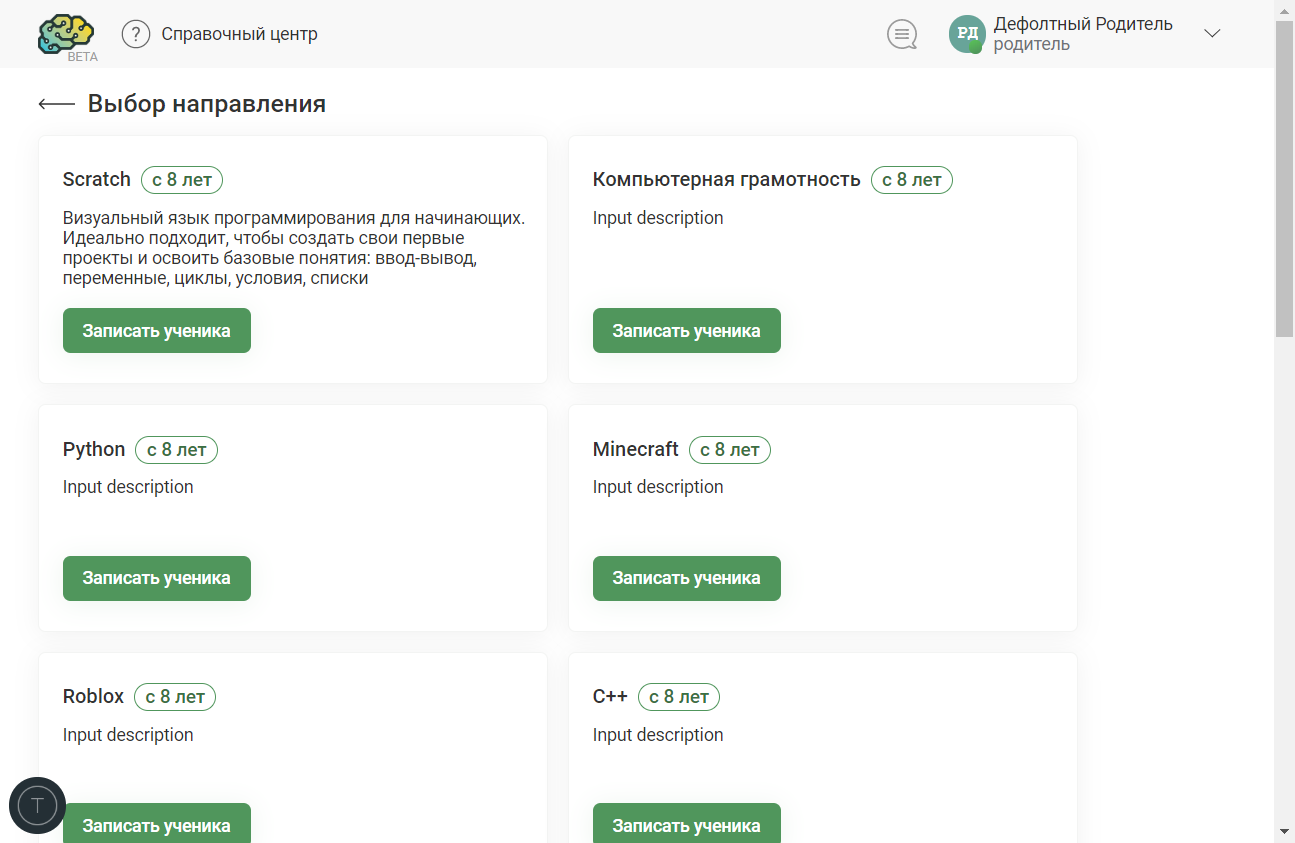 BETA
? Справочный центр
РД
Дефолтный Родитель
родитель
Выбор направления
Scratch с 8 лет
Визуальный язык программирования для начинающих.
Идеально подходит, чтобы создать свои первые
проекты и освоить базовые понятия: ввод-вывод,
переменные, циклы, условия, списки
Записать ученика
Компьютерная грамотность с 8 лет
Input description
Записать ученика
Python с 8 лет
Input description
Записать ученика
Minecraft с 8 лет
Input description
Записать ученика
Roblox с 8 лет
Input description
Записать ученика
C++ с 8 лет
Input description
Записать ученика
T